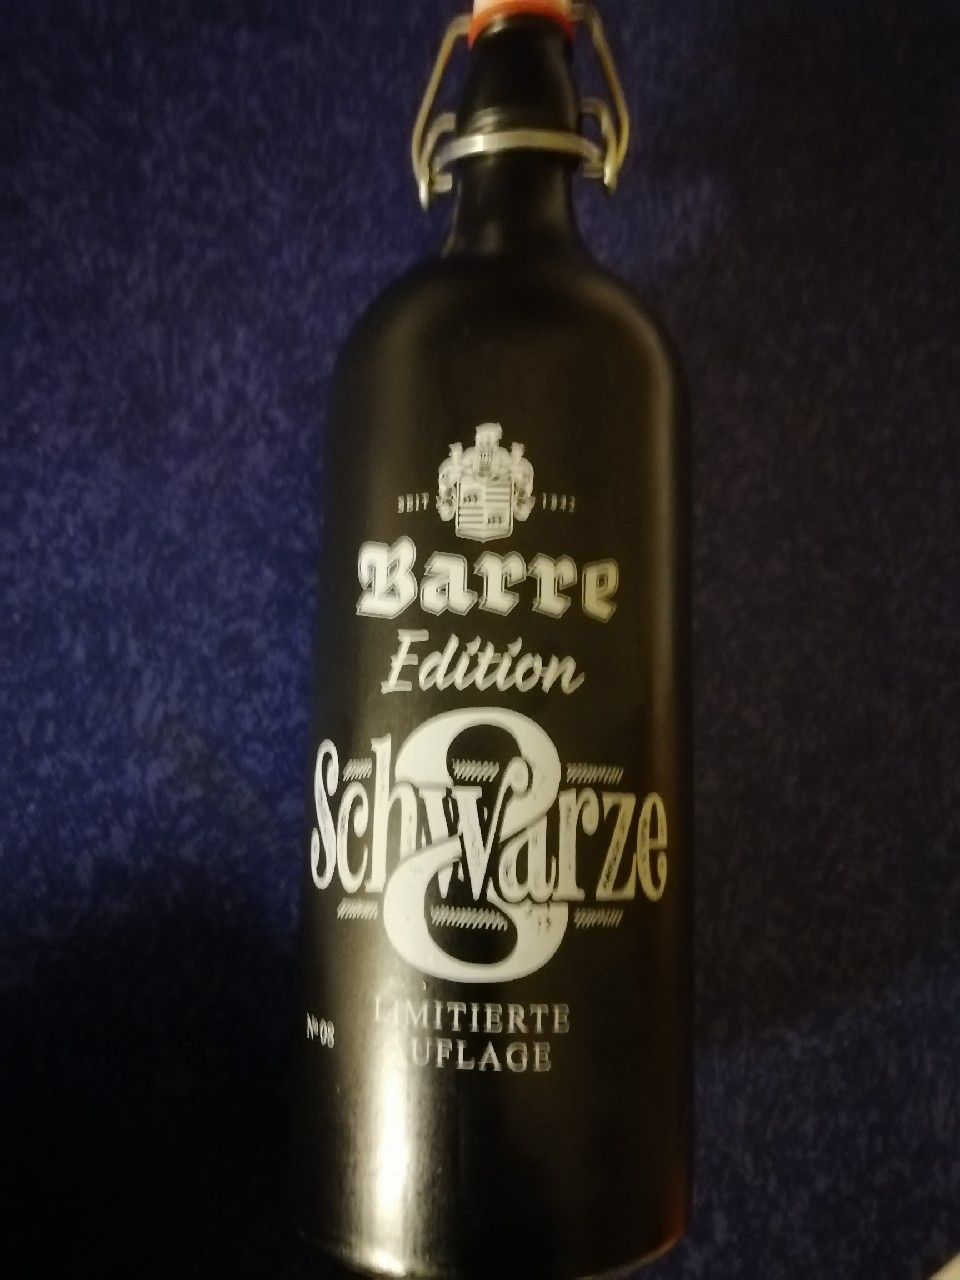 SEIT 1842
Barre
Edition
Schwarze
8
LIMITIERTE
AUFLAGE
Nº 08